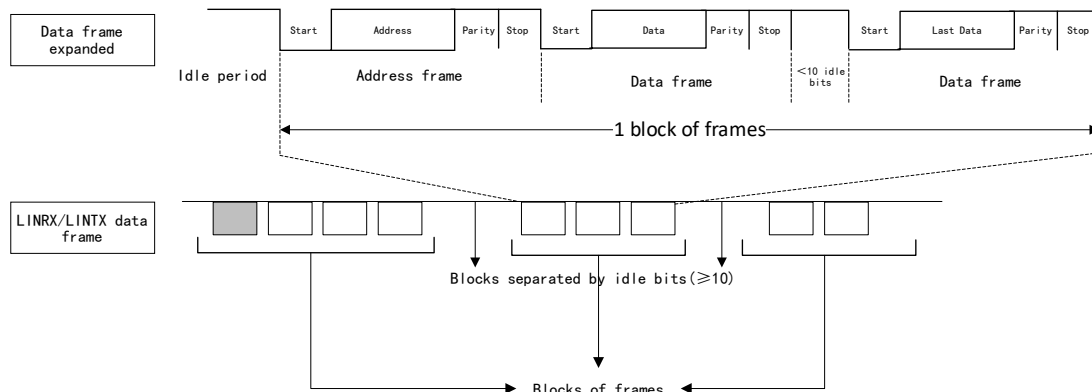 Data frame
expanded
Start Address Parity Stop Start Data Parity Stop Start Last Data Parity Stop
Idle period
Address frame
Data frame
<10 idle
bits
Data frame
1 block of frames
LINRX/LINTX data
frame
Blocks separated by idle bits(≥10)
Blocks of frames